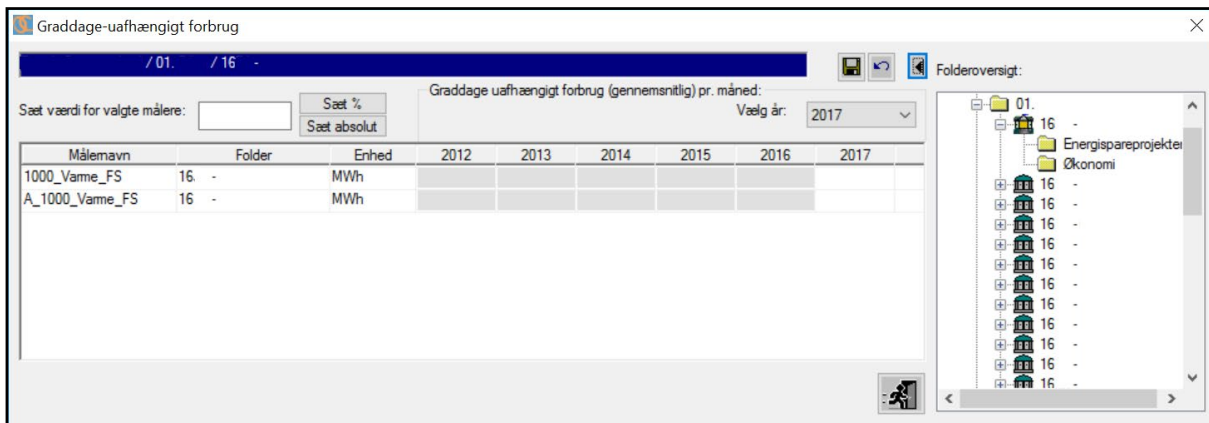 Graddage-uafhængigt forbrug
/ 01. / 16 -
Folderoversigt:
Sæt værdi for valgte målere:
Sæt %
Sæt absolut
Graddage uafhængigt forbrug (gennemsnitlig) pr. måned:
Vælg år: 2017
Målernavn Folder Enhed 2012 2013 2014 2015 2016 2017
1000_Varme_FS 16. - MWh
A_1000_Varme_FS 16 - MWh
01.
16 -
Energispareprojekter
Økonomi
16 -
16 -
16 -
16 -
16 -
16 -
16 -
16 -
16 -
16 -
16 -